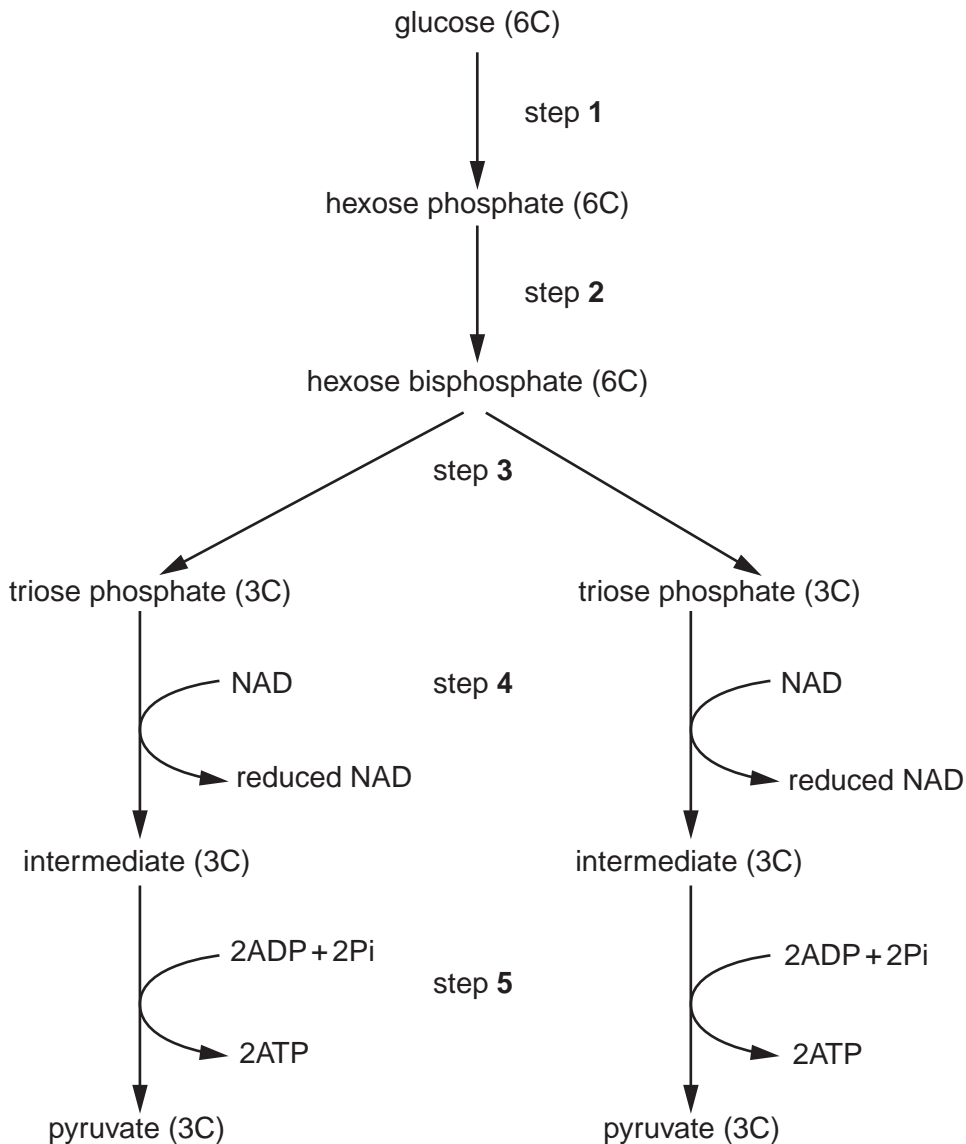 glucose (6C)
step 1
hexose phosphate (6C)
step 2
hexose bisphosphate (6C)
step 3
triose phosphate (3C) triose phosphate (3C)
NAD step 4 NAD
reduced NAD reduced NAD
intermediate (3C) intermediate (3C)
2ADP + 2Pi 2ADP + 2Pi
step 5
2ATP 2ATP
pyruvate (3C) pyruvate (3C)